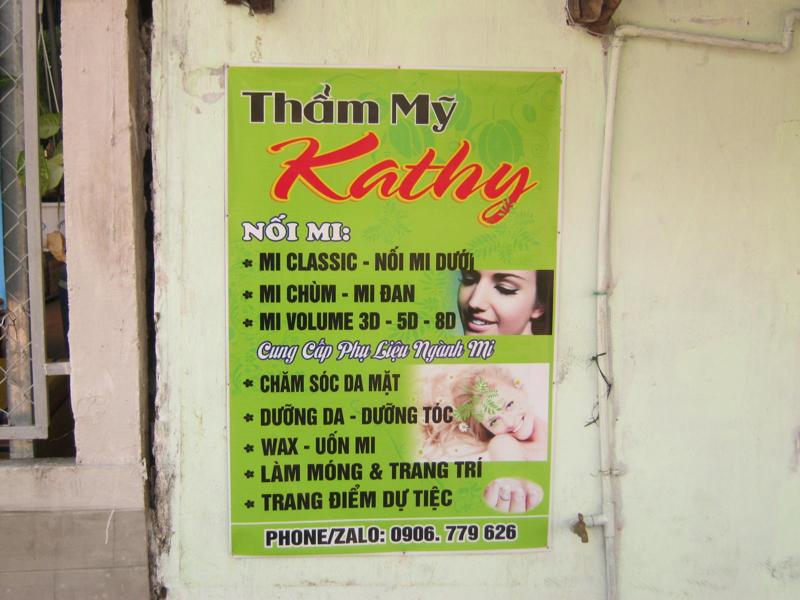 Thẩm Mỹ
Kathy
NỐI MI:
MI CLASSIC - NỐI MI DƯỚI
MI CHÙM - MI ĐAN
MI VOLUME 3D - 5D - 8D
Cung Cấp Phụ Liệu Ngành Mi
CHĂM SÓC DA MẶT
DƯỠNG DA - DƯỠNG TÓC
WAX - UỐN MI
LÀM MÓNG & TRANG TRÍ
TRANG ĐIỂM DỰ TIỆC
PHONE/ZALO: 0906. 779 626